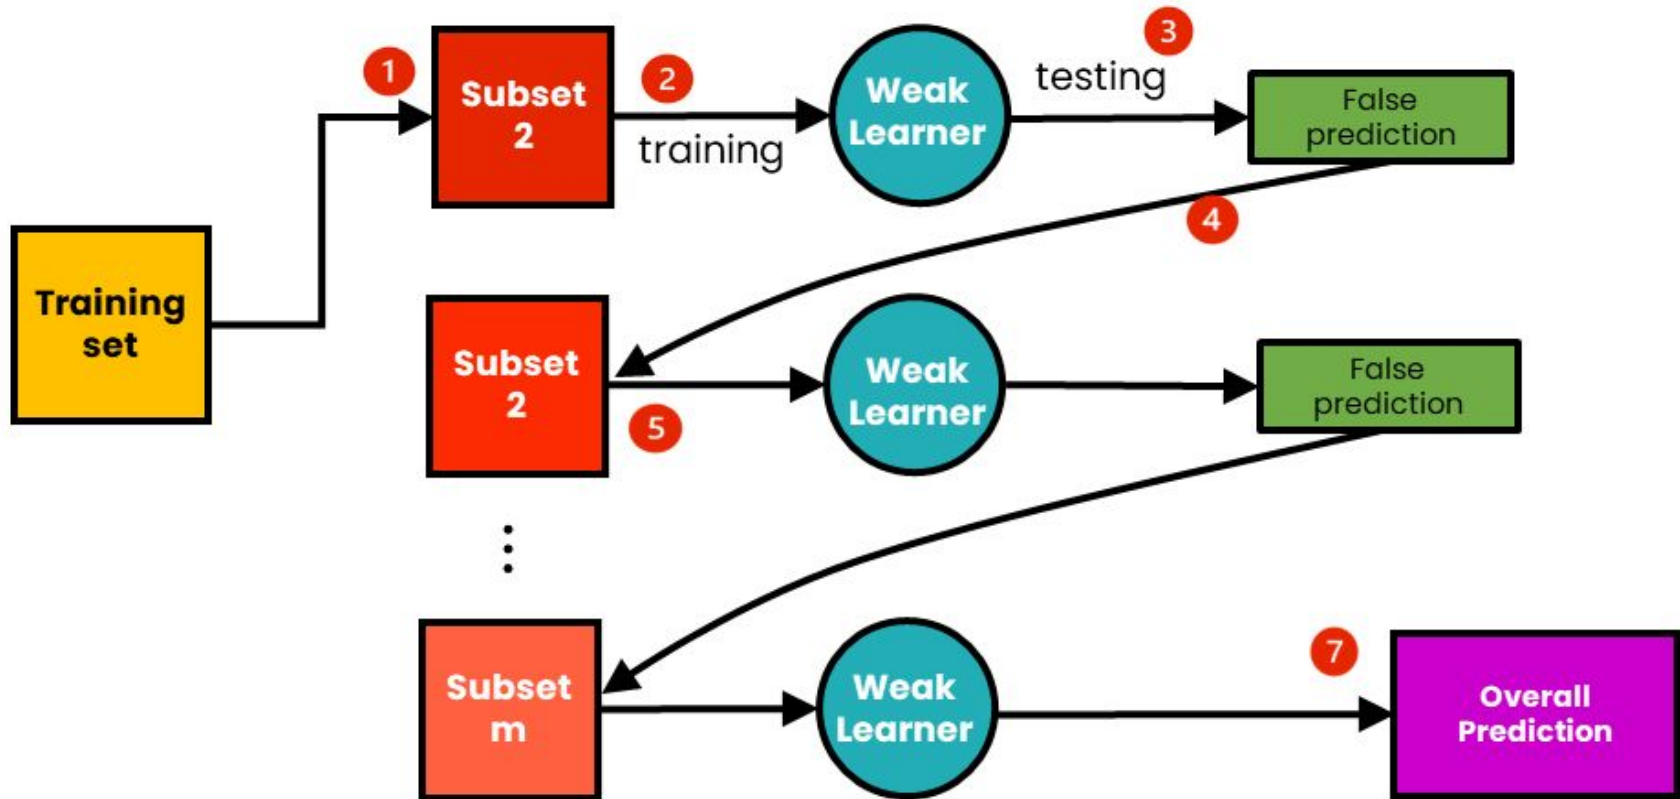 1
Subset
2
2
training
Weak
Learner
3
testing
False
prediction
4
Training
set
Subset
2
5
Weak
Learner
False
prediction
Subset
m
Weak
Learner
7
Overall
Prediction